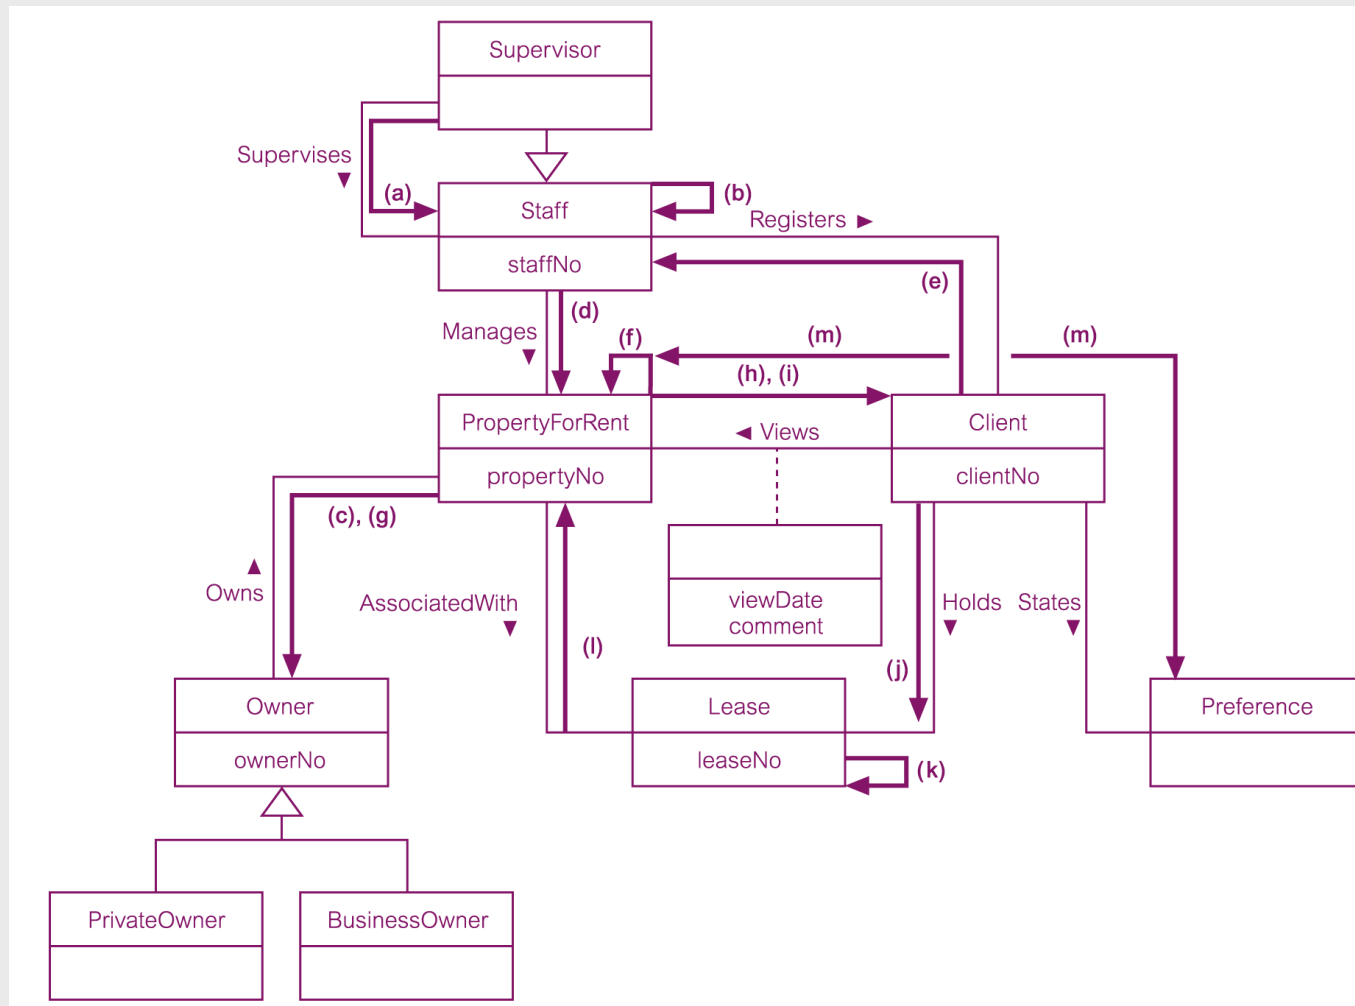 Supervisor
Supervises
(a)
Staff
(b)
Registers
staffNo
(e)
(d)
Manages
(f)
(m)
(m)
(h), (i)
PropertyForRent
Views
Client
propertyNo
clientNo
(c), (g)
Owns
AssociatedWith
viewDate
comment
Holds
States
(l)
(j)
Owner
Lease
Preference
ownerNo
leaseNo
(k)
PrivateOwner
BusinessOwner